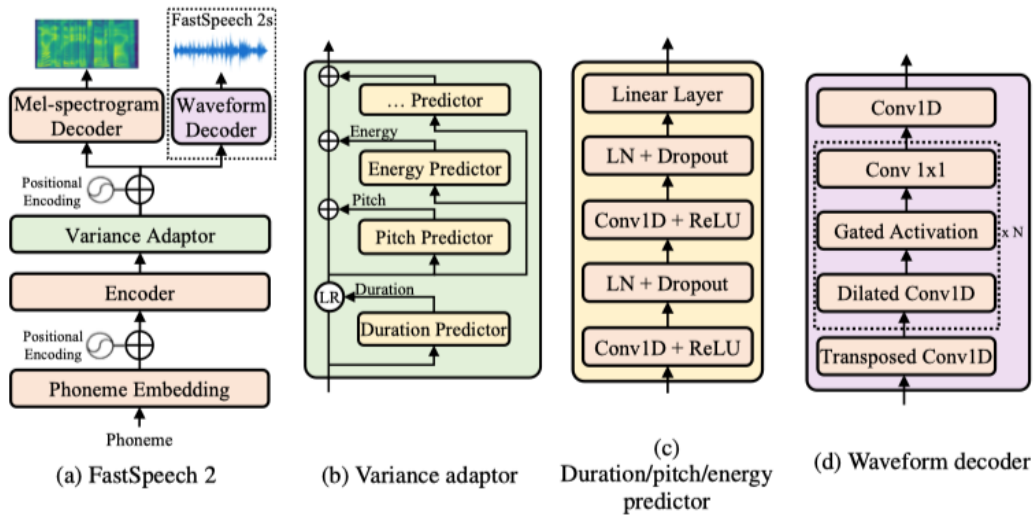 FastSpeech 2s
Mel-spectrogram
Decoder
Waveform
Decoder
Positional
Encoding
Variance Adaptor
Encoder
Positional
Encoding
Phoneme Embedding
Phoneme
(a) FastSpeech 2
... Predictor
Energy
Energy Predictor
Pitch
Pitch Predictor
LR
Duration
Duration Predictor
(b) Variance adaptor
Linear Layer
LN + Dropout
Conv1D + ReLU
LN + Dropout
Conv1D + ReLU
(c)
Duration/pitch/energy
predictor
Conv1D
Conv 1x1
Gated Activation
x N
Dilated Conv1D
Transposed Conv1D
(d) Waveform decoder